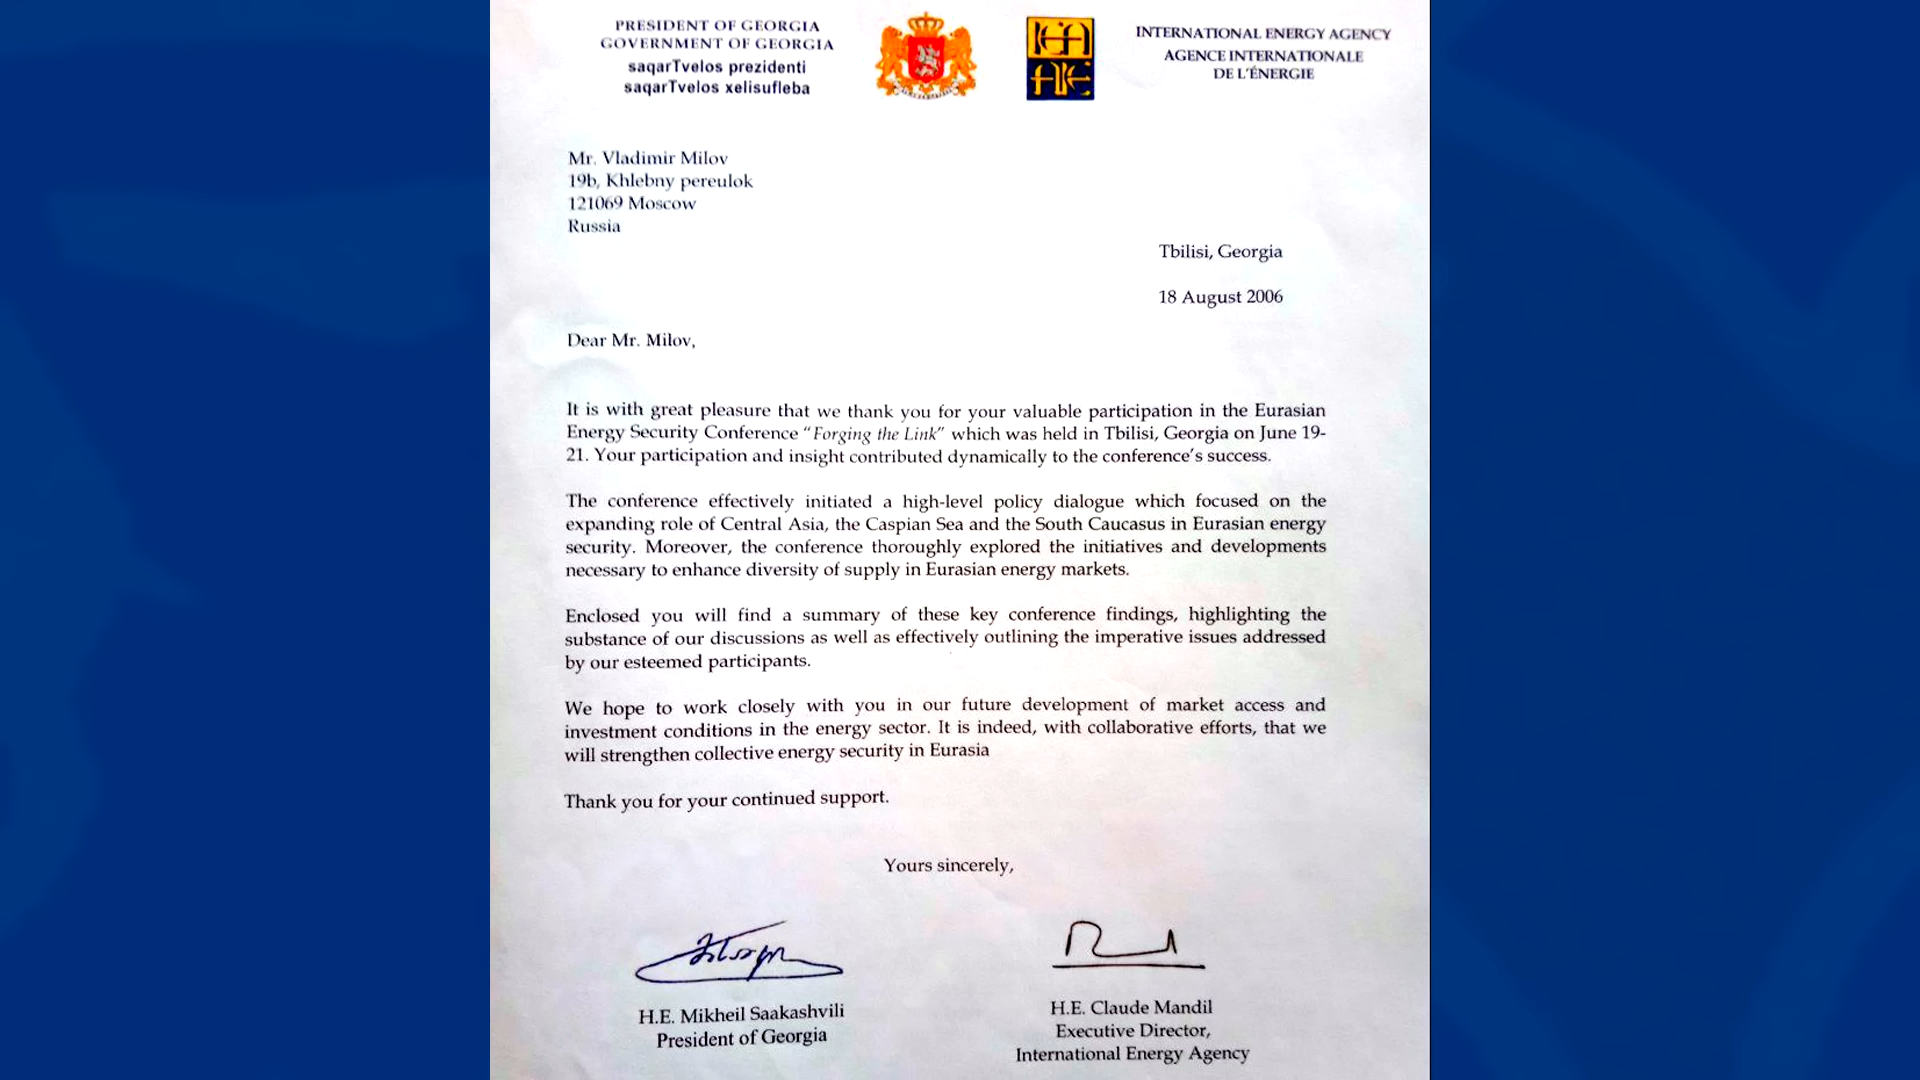 PRESIDENT OF GEORGIA
GOVERNMENT OF GEORGIA
saqarTvelos prezidenti
saqarTvelos xelisufleba
INTERNATIONAL ENERGY AGENCY
AGENCE INTERNATIONALE
DE L'ÉNERGIE
Mr. Vladimir Milov
19b, Khlebny pereulok
121069 Moscow
Russia
Tbilisi, Georgia
18 August 2006
Dear Mr. Milov,
It is with great pleasure that we thank you for your valuable participation in the Eurasian
Energy Security Conference "Forging the Link" which was held in Tbilisi, Georgia on June 19-
21. Your participation and insight contributed dynamically to the conference's success.
The conference effectively initiated a high-level policy dialogue which focused on the
expanding role of Central Asia, the Caspian Sea and the South Caucasus in Eurasian energy
security. Moreover, the conference thoroughly explored the initiatives and developments
necessary to enhance diversity of supply in Eurasian energy markets.
Enclosed you will find a summary of these key conference findings, highlighting the
substance of our discussions as well as effectively outlining the imperative issues addressed
by our esteemed participants.
We hope to work closely with you in our future development of market access and
investment conditions in the energy sector. It is indeed, with collaborative efforts, that we
will strengthen collective energy security in Eurasia
Thank you for your continued support.
Yours sincerely,
H.E. Mikheil Saakashvili
President of Georgia
H.E. Claude Mandil
Executive Director,
International Energy Agency